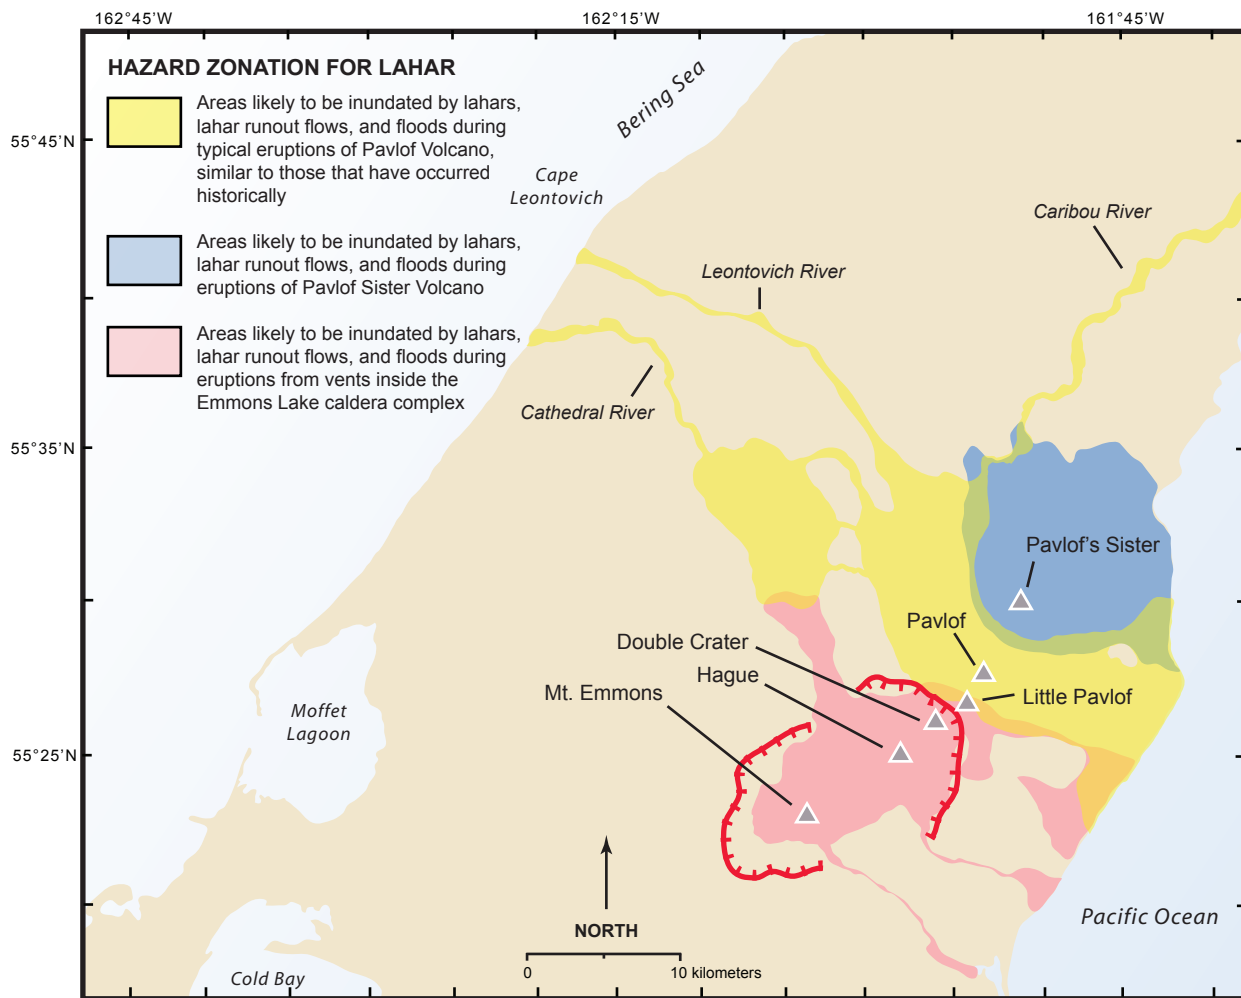 162°45'W
162°15'W
161°45'W
HAZARD ZONATION FOR LAHAR
Areas likely to be inundated by lahars,
lahar runout flows, and floods during
typical eruptions of Pavlof Volcano,
similar to those that have occurred
historically
Areas likely to be inundated by lahars,
lahar runout flows, and floods during
eruptions of Pavlof Sister Volcano
Areas likely to be inundated by lahars,
lahar runout flows, and floods during
eruptions from vents inside the
Emmons Lake caldera complex
55°45'N
55°35'N
55°25'N
Bering Sea
Cape
Leontovich
Caribou River
Leontovich River
Cathedral River
Pavlof's Sister
Pavlof
Double Crater
Hague
Little Pavlof
Mt. Emmons
Moffet
Lagoon
Pacific Ocean
NORTH
0
10 kilometers
Cold Bay